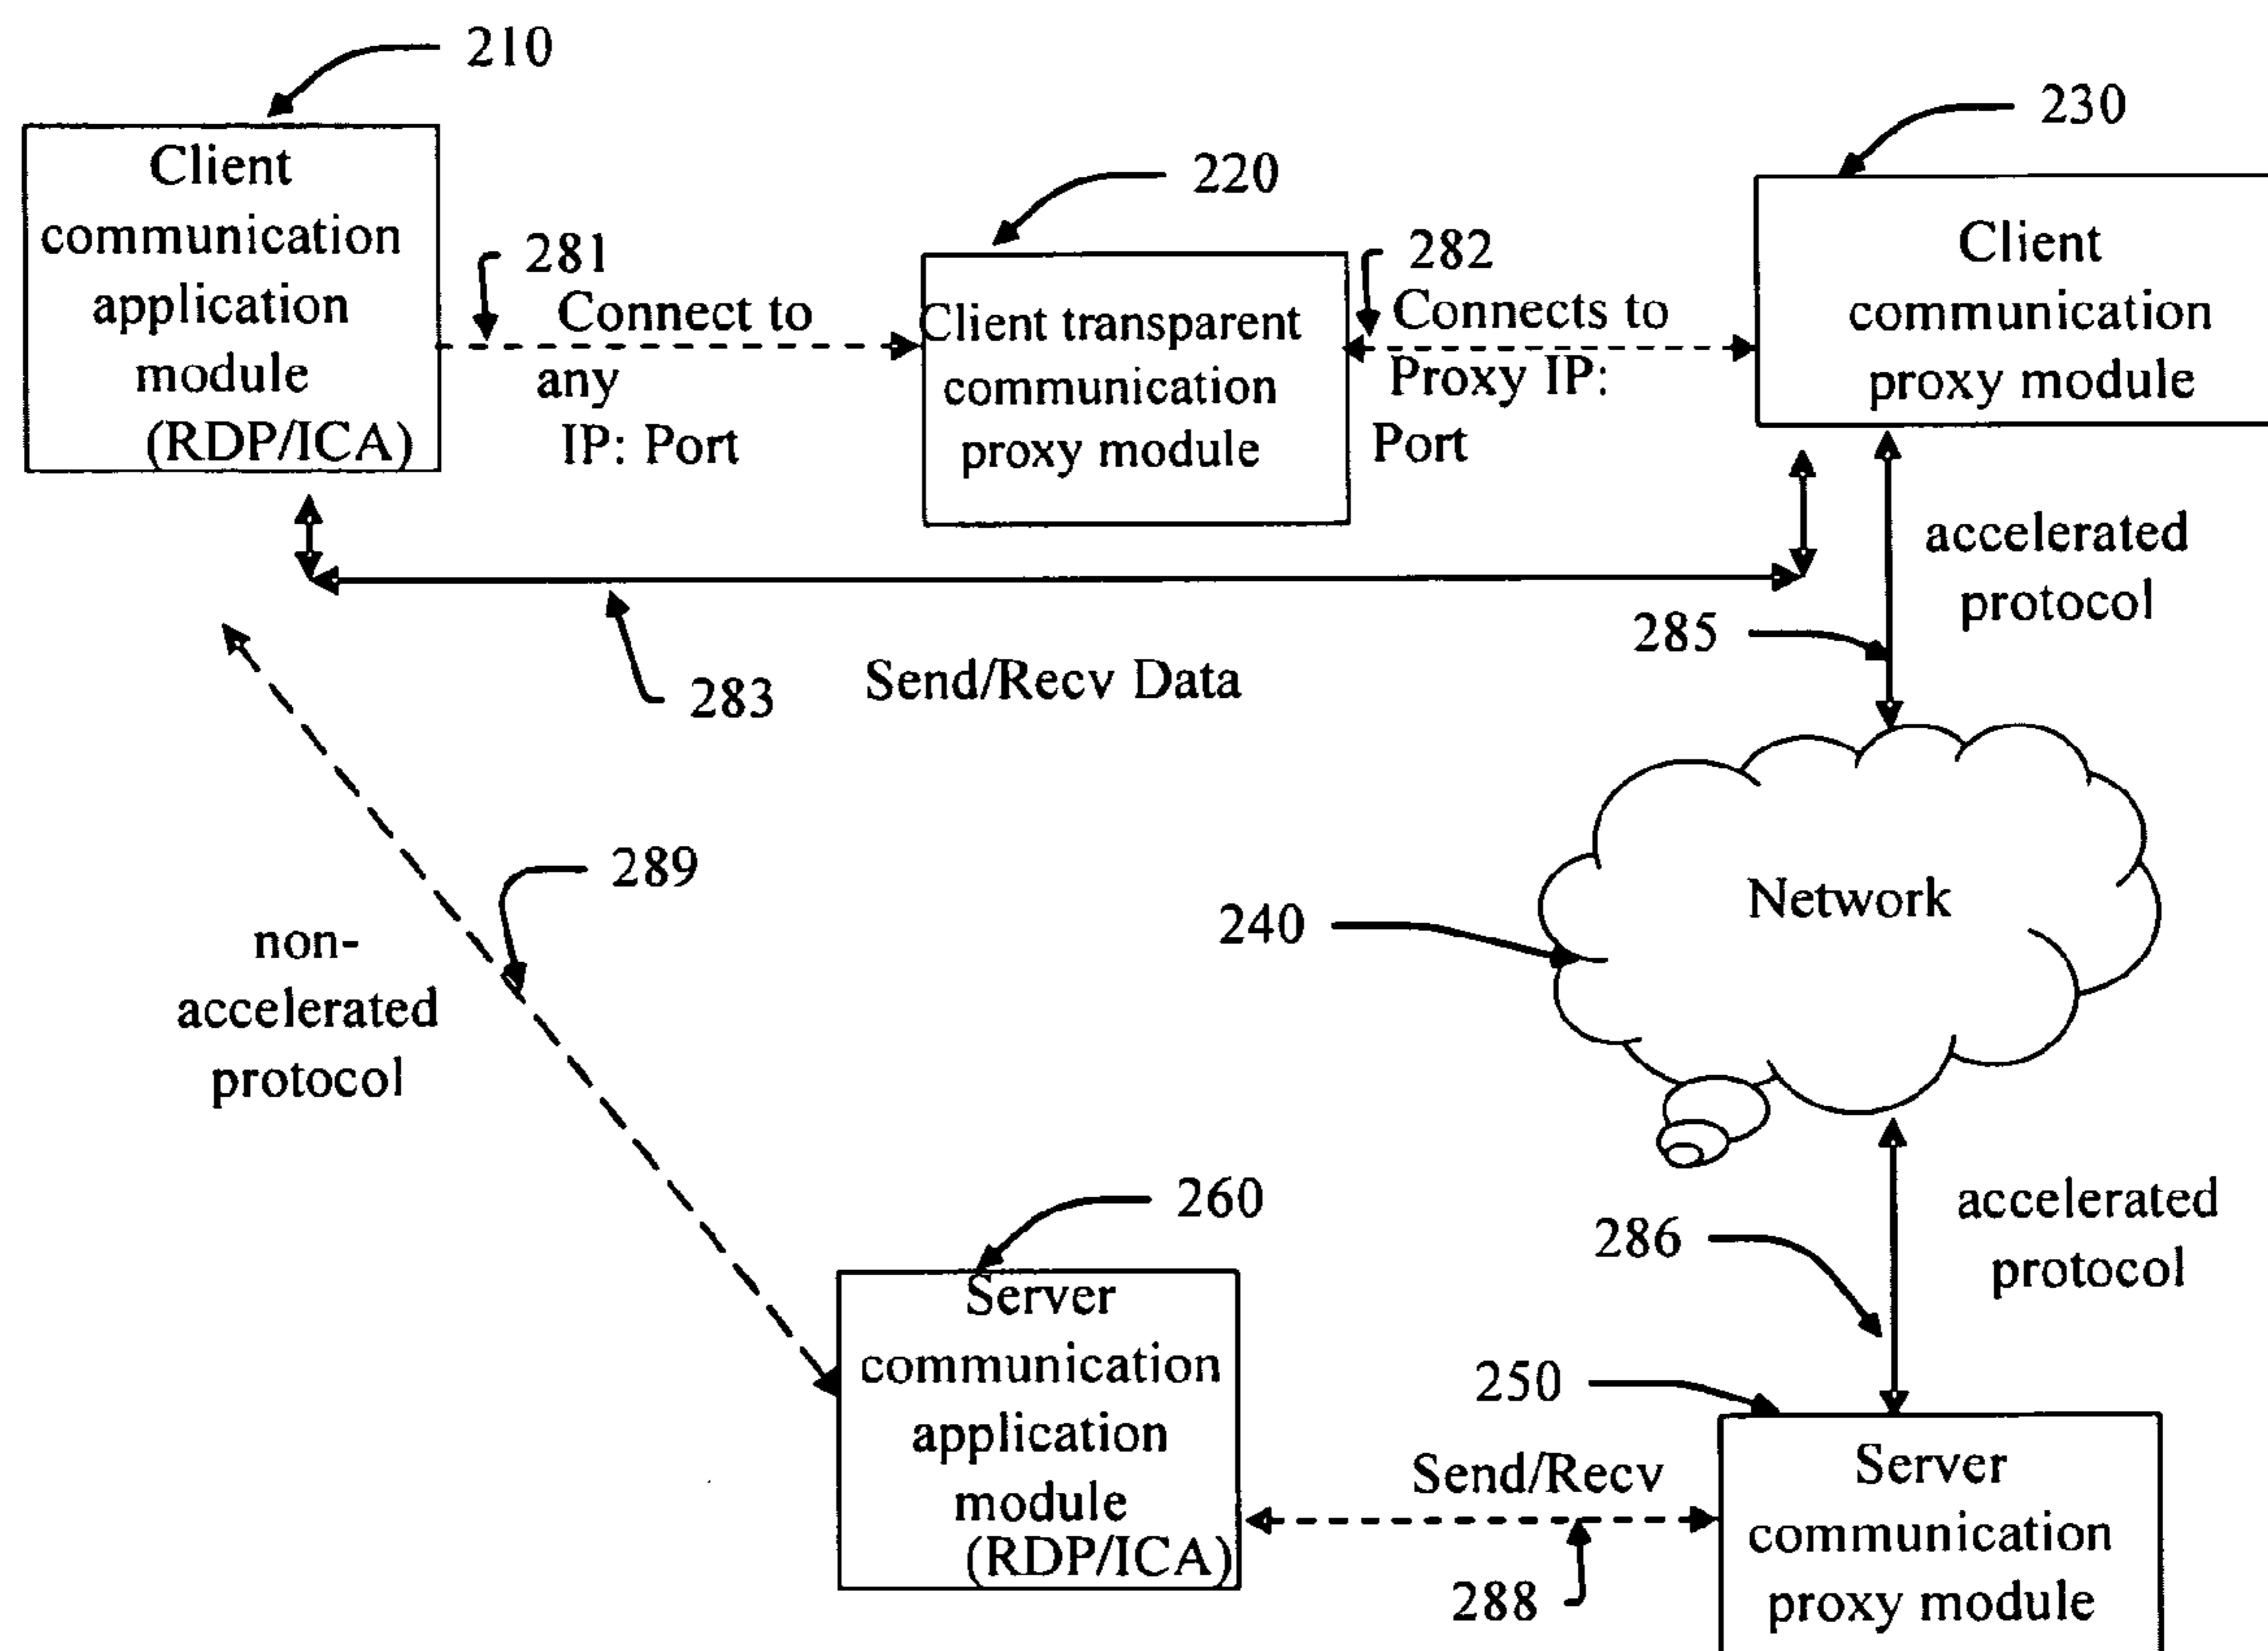 210
Client
communication
application
module
(RDP/ICA)
281
Connect to
any
IP: Port
220
Client transparent
communication
proxy module
282
Connects to
Proxy IP:
Port
230
Client
communication
proxy module
283
Send/Recv Data
285
accelerated
protocol
289
non-
accelerated
protocol
240
Network
260
Server
communication
application
module
(RDP/ICA)
286
accelerated
protocol
250
Send/Recv
288
Server
communication
proxy module